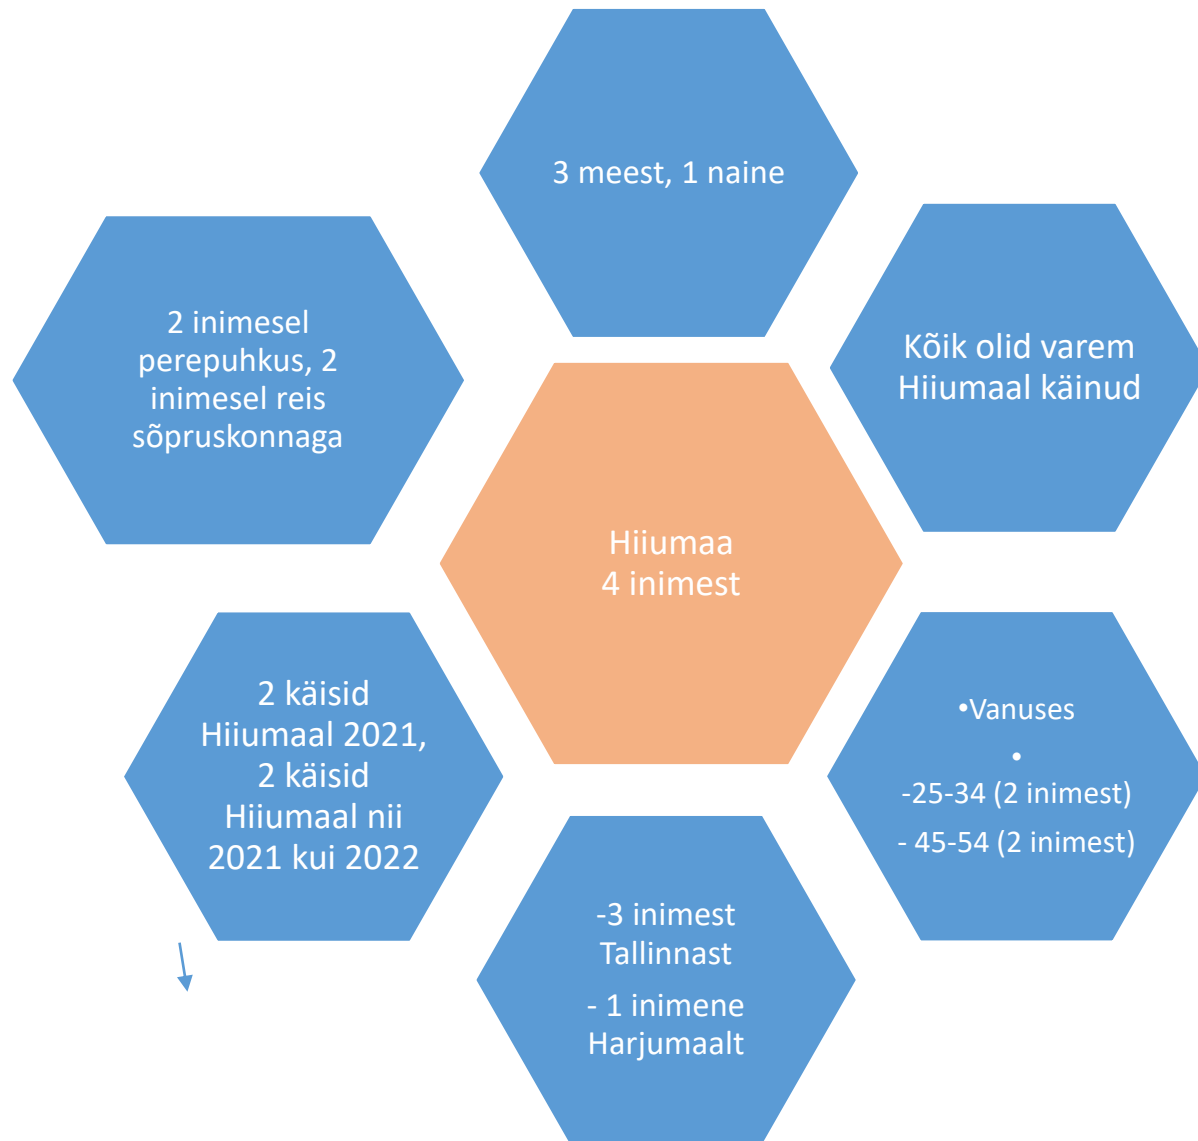 3 meest, 1 naine
2 inimesel
perepuhkus, 2
inimesel reis
sõpruskonnaga
Kõik olid varem
Hiiumaal käinud
Hiiumaa
4 inimest
2 käisid
Hiiumaal 2021,
2 käisid
Hiiumaal nii
2021 kui 2022
•Vanuses
•
-25-34 (2 inimest)
- 45-54 (2 inimest)
-3 inimest
Tallinnast
- 1 inimene
Harjumaalt